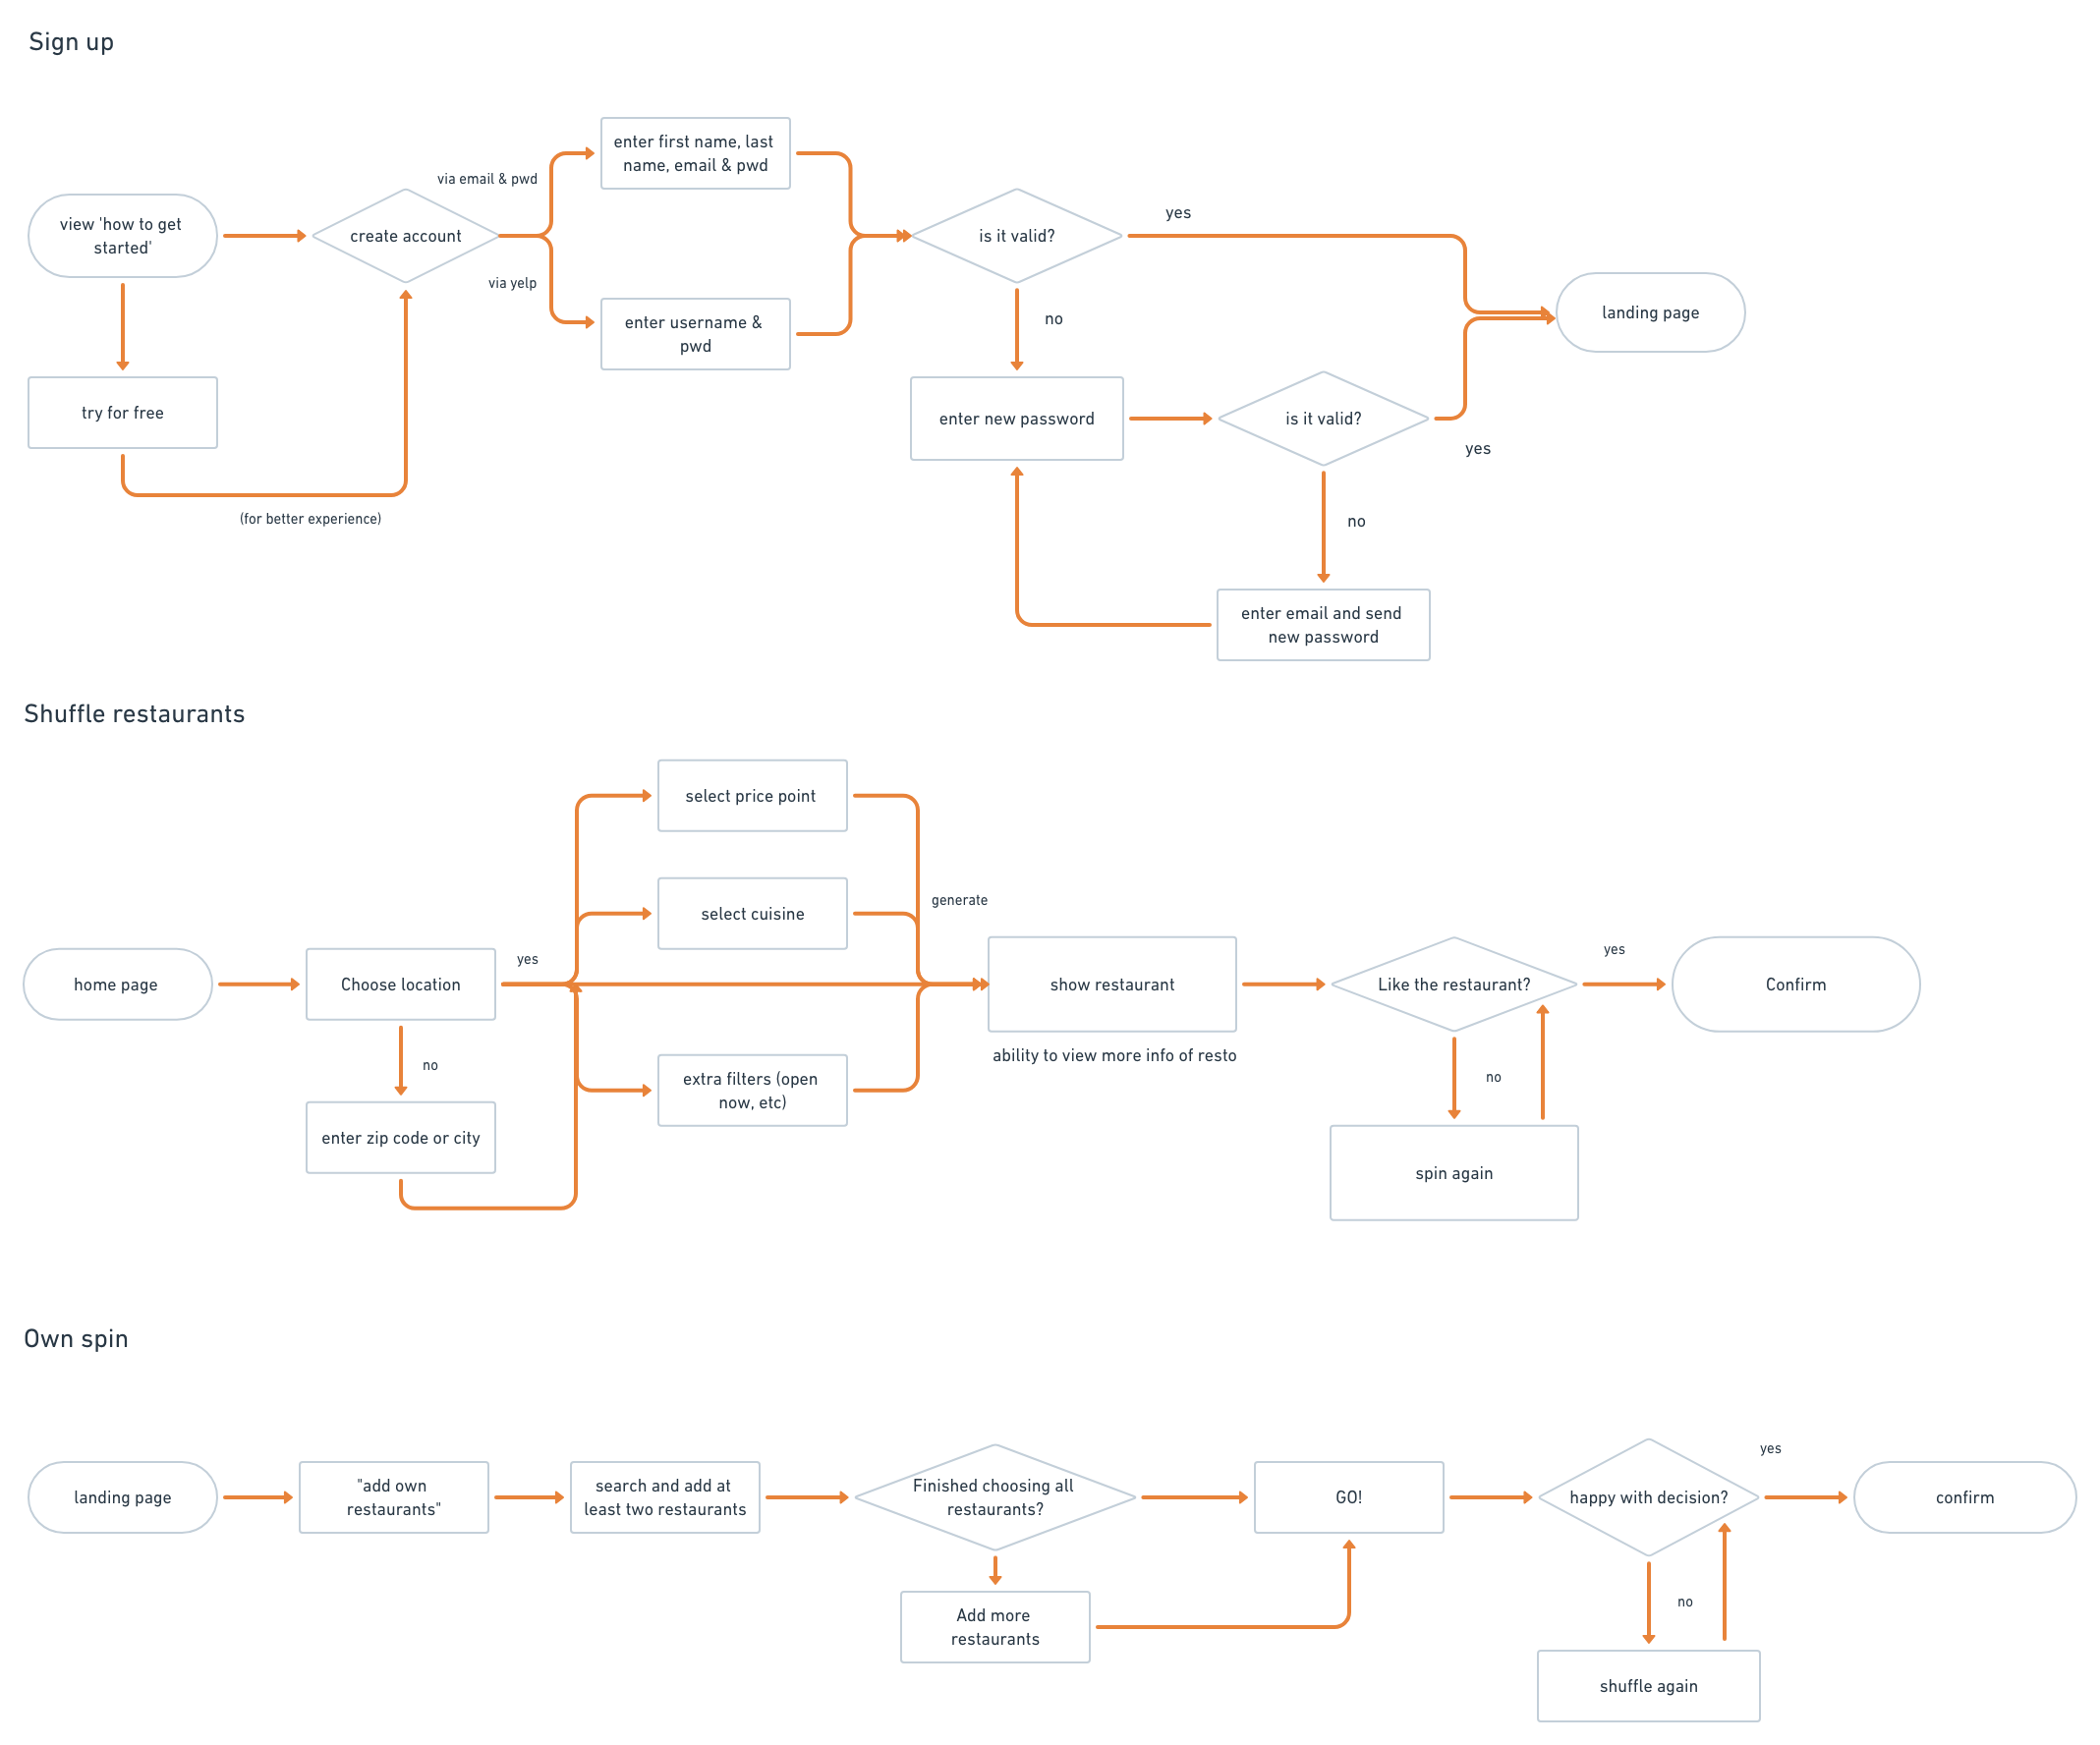 Sign up
via email & pwd
enter first name, last
name, email & pwd
view 'how to get
started'
create account
is it valid?
yes
via yelp
enter username &
pwd
no
landing page
try for free
enter new password
is it valid?
yes
(for better experience)
no
enter email and send
new password
Shuffle restaurants
select price point
select cuisine
generate
home page
Choose location
yes
show restaurant
Like the restaurant?
yes
Confirm
ability to view more info of resto
no
extra filters (open
now, etc)
no
enter zip code or city
spin again
Own spin
landing page
"add own
restaurants"
search and add at
least two restaurants
Finished choosing all
restaurants?
GO!
happy with decision?
yes
confirm
Add more
restaurants
no
shuffle again